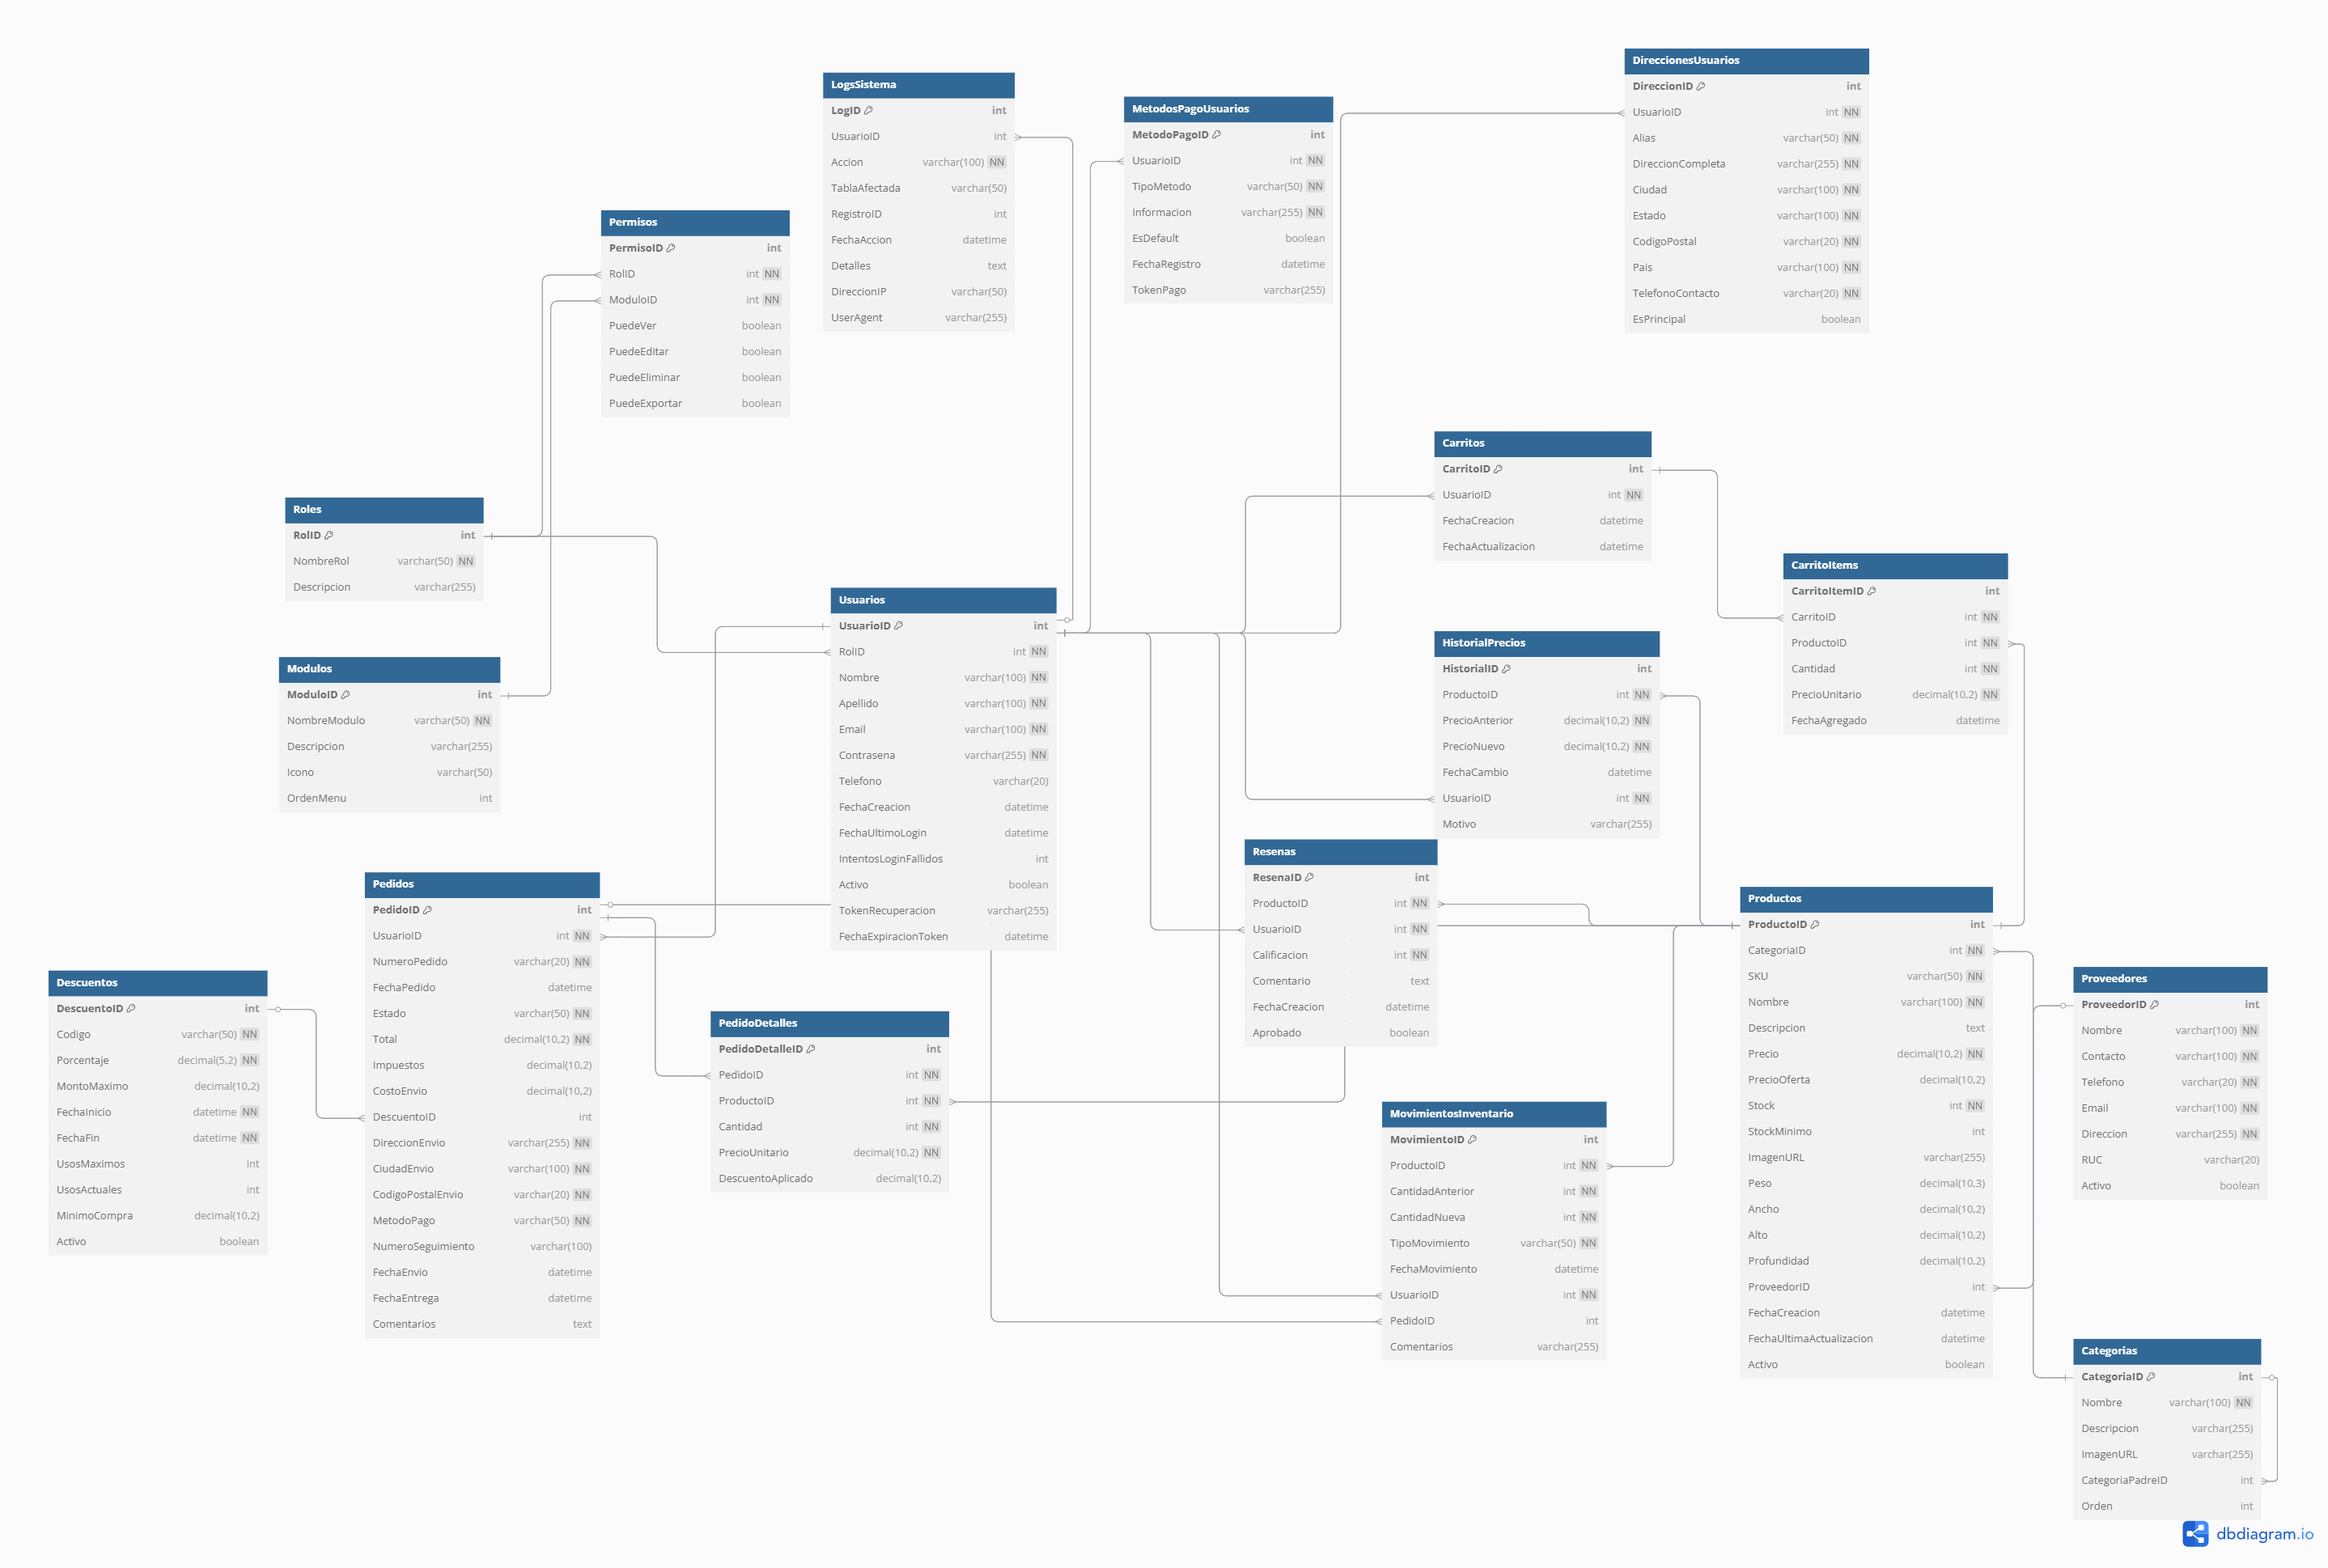 LogsSistema
LogID int
UsuarioID int
Accion varchar(100) NN
TablaAfectada varchar(50)
RegistroID int
FechaAccion datetime
Detalles text
DireccionIP varchar(50)
UserAgent varchar(255)
MetodosPagoUsuarios
MetodoPagoID int
UsuarioID int NN
TipoMetodo varchar(50) NN
Informacion varchar(255) NN
EsDefault boolean
FechaRegistro datetime
TokenPago varchar(255)
DireccionesUsuarios
DireccionID int
UsuarioID int NN
Alias varchar(50) NN
DireccionCompleta varchar(255) NN
Ciudad varchar(100) NN
Estado varchar(100) NN
CodigoPostal varchar(20) NN
Pais varchar(100) NN
TelefonoContacto varchar(20) NN
EsPrincipal boolean
Permisos
PermisoID int
RolID int NN
ModuloID int NN
PuedeVer boolean
PuedeEditar boolean
PuedeEliminar boolean
PuedeExportar boolean
Carritos
CarritoID int
UsuarioID int NN
FechaCreacion datetime
FechaActualizacion datetime
Roles
RolID int
NombreRol varchar(50) NN
Descripcion varchar(255)
CarritoItems
CarritoItemID int
CarritoID int NN
ProductoID int NN
Cantidad int NN
PrecioUnitario decimal(10,2) NN
FechaAgregado datetime
Usuarios
UsuarioID int
RolID int NN
Nombre varchar(100) NN
Apellido varchar(100) NN
Email varchar(100) NN
Contrasena varchar(255) NN
Telefono varchar(20)
FechaCreacion datetime
FechaUltimoLogin datetime
IntentosLoginFallidos int
Activo boolean
TokenRecuperacion varchar(255)
FechaExpiracionToken datetime
HistorialPrecios
HistorialID int
ProductoID int NN
PrecioAnterior decimal(10,2) NN
PrecioNuevo decimal(10,2) NN
FechaCambio datetime
UsuarioID int NN
Motivo varchar(255)
Modulos
ModuloID int
NombreModulo varchar(50) NN
Descripcion varchar(255)
Icono varchar(50)
OrdenMenu int
Resenas
ResenaID int
ProductoID int NN
UsuarioID int NN
Calificacion int NN
Comentario text
FechaCreacion datetime
Aprobado boolean
Pedidos
PedidoID int
UsuarioID int NN
NumeroPedido varchar(20) NN
FechaPedido datetime
Estado varchar(50) NN
Total decimal(10,2) NN
Impuestos decimal(10,2)
CostoEnvio decimal(10,2)
DescuentoID int
DireccionEnvio varchar(255) NN
CiudadEnvio varchar(100) NN
CodigoPostalEnvio varchar(20) NN
MetodoPago varchar(50) NN
NumeroSeguimiento varchar(100)
FechaEnvio datetime
FechaEntrega datetime
Comentarios text
Productos
ProductoID int
CategoriaID int NN
SKU varchar(50) NN
Nombre varchar(100) NN
Descripcion text
Precio decimal(10,2) NN
PrecioOferta decimal(10,2)
Stock int NN
StockMinimo int
ImagenURL varchar(255)
Peso decimal(10,3)
Ancho decimal(10,2)
Alto decimal(10,2)
Profundidad decimal(10,2)
ProveedorID int
FechaCreacion datetime
FechaUltimaActualizacion datetime
Activo boolean
Descuentos
DescuentoID int
Codigo varchar(50) NN
Porcentaje decimal(5,2) NN
MontoMaximo decimal(10,2)
FechaInicio datetime NN
FechaFin datetime NN
UsosMaximos int
UsosActuales int
MinimoCompra decimal(10,2)
Activo boolean
Proveedores
ProveedorID int
Nombre varchar(100) NN
Contacto varchar(100) NN
Telefono varchar(20) NN
Email varchar(100) NN
Direccion varchar(255) NN
RUC varchar(20)
Activo boolean
PedidoDetalles
PedidoDetalleID int
PedidoID int NN
ProductoID int NN
Cantidad int NN
PrecioUnitario decimal(10,2) NN
DescuentoAplicado decimal(10,2)
MovimientosInventario
MovimientoID int
ProductoID int NN
CantidadAnterior int NN
CantidadNueva int NN
TipoMovimiento varchar(50) NN
FechaMovimiento datetime
UsuarioID int NN
PedidoID int
Comentarios varchar(255)
Categorias
CategoriaID int
Nombre varchar(100) NN
Descripcion varchar(255)
ImagenURL varchar(255)
CategoriaPadreID int
Orden int
dbdiagram.io